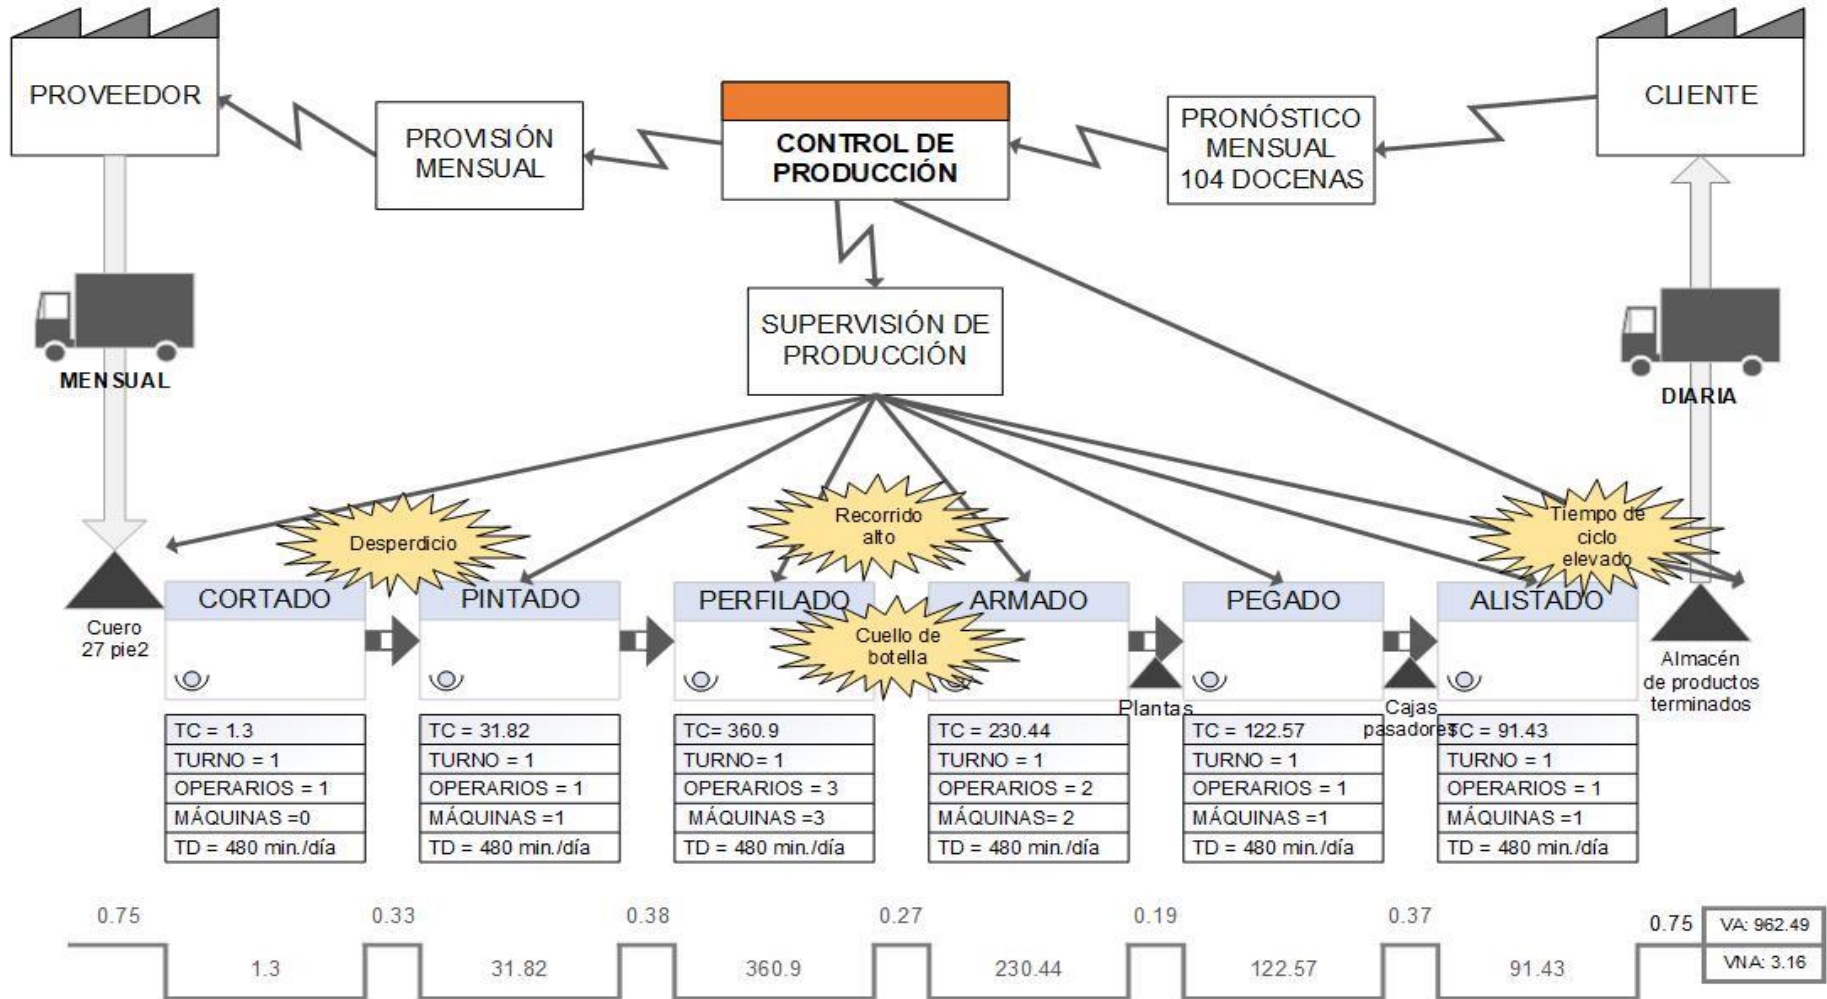 PROVEEDOR
PROVISIÓN
MENSUAL
CONTROL DE
PRODUCCIÓN
PRONÓSTICO
MENSUAL
104 DOCENAS
CLIENTE
MENSUAL
SUPERVISIÓN DE
PRODUCCIÓN
DIARIA
Desperdicio
Recorrido
alto
Tiempo de
ciclo
elevado
Cuello de
botella
Cuero
27 pie2
CORTADO
PINTADO
PERFILADO
ARMADO
PEGADO
ALISTADO
Plantas
Cajas
pasadores
Almacén
de productos
terminados
TC = 1.3
TURNO = 1
OPERARIOS = 1
MÁQUINAS =0
TD = 480 min./día
TC = 31.82
TURNO = 1
OPERARIOS = 1
MÁQUINAS =1
TD = 480 min./día
TC= 360.9
TURNO= 1
OPERARIOS = 3
MÁQUINAS =3
TD = 480 min./día
TC = 230.44
TURNO = 1
OPERARIOS = 2
MÁQUINAS= 2
TD = 480 min./día
TC = 122.57
TURNO = 1
OPERARIOS = 1
MÁQUINAS =1
TD = 480 min./día
TC = 91.43
TURNO = 1
OPERARIOS = 1
MÁQUINAS =1
TD = 480 min./día
0.75 0.33 0.38 0.27 0.19 0.37 0.75
1.3 31.82 360.9 230.44 122.57 91.43
VA: 962.49
VNA: 3.16